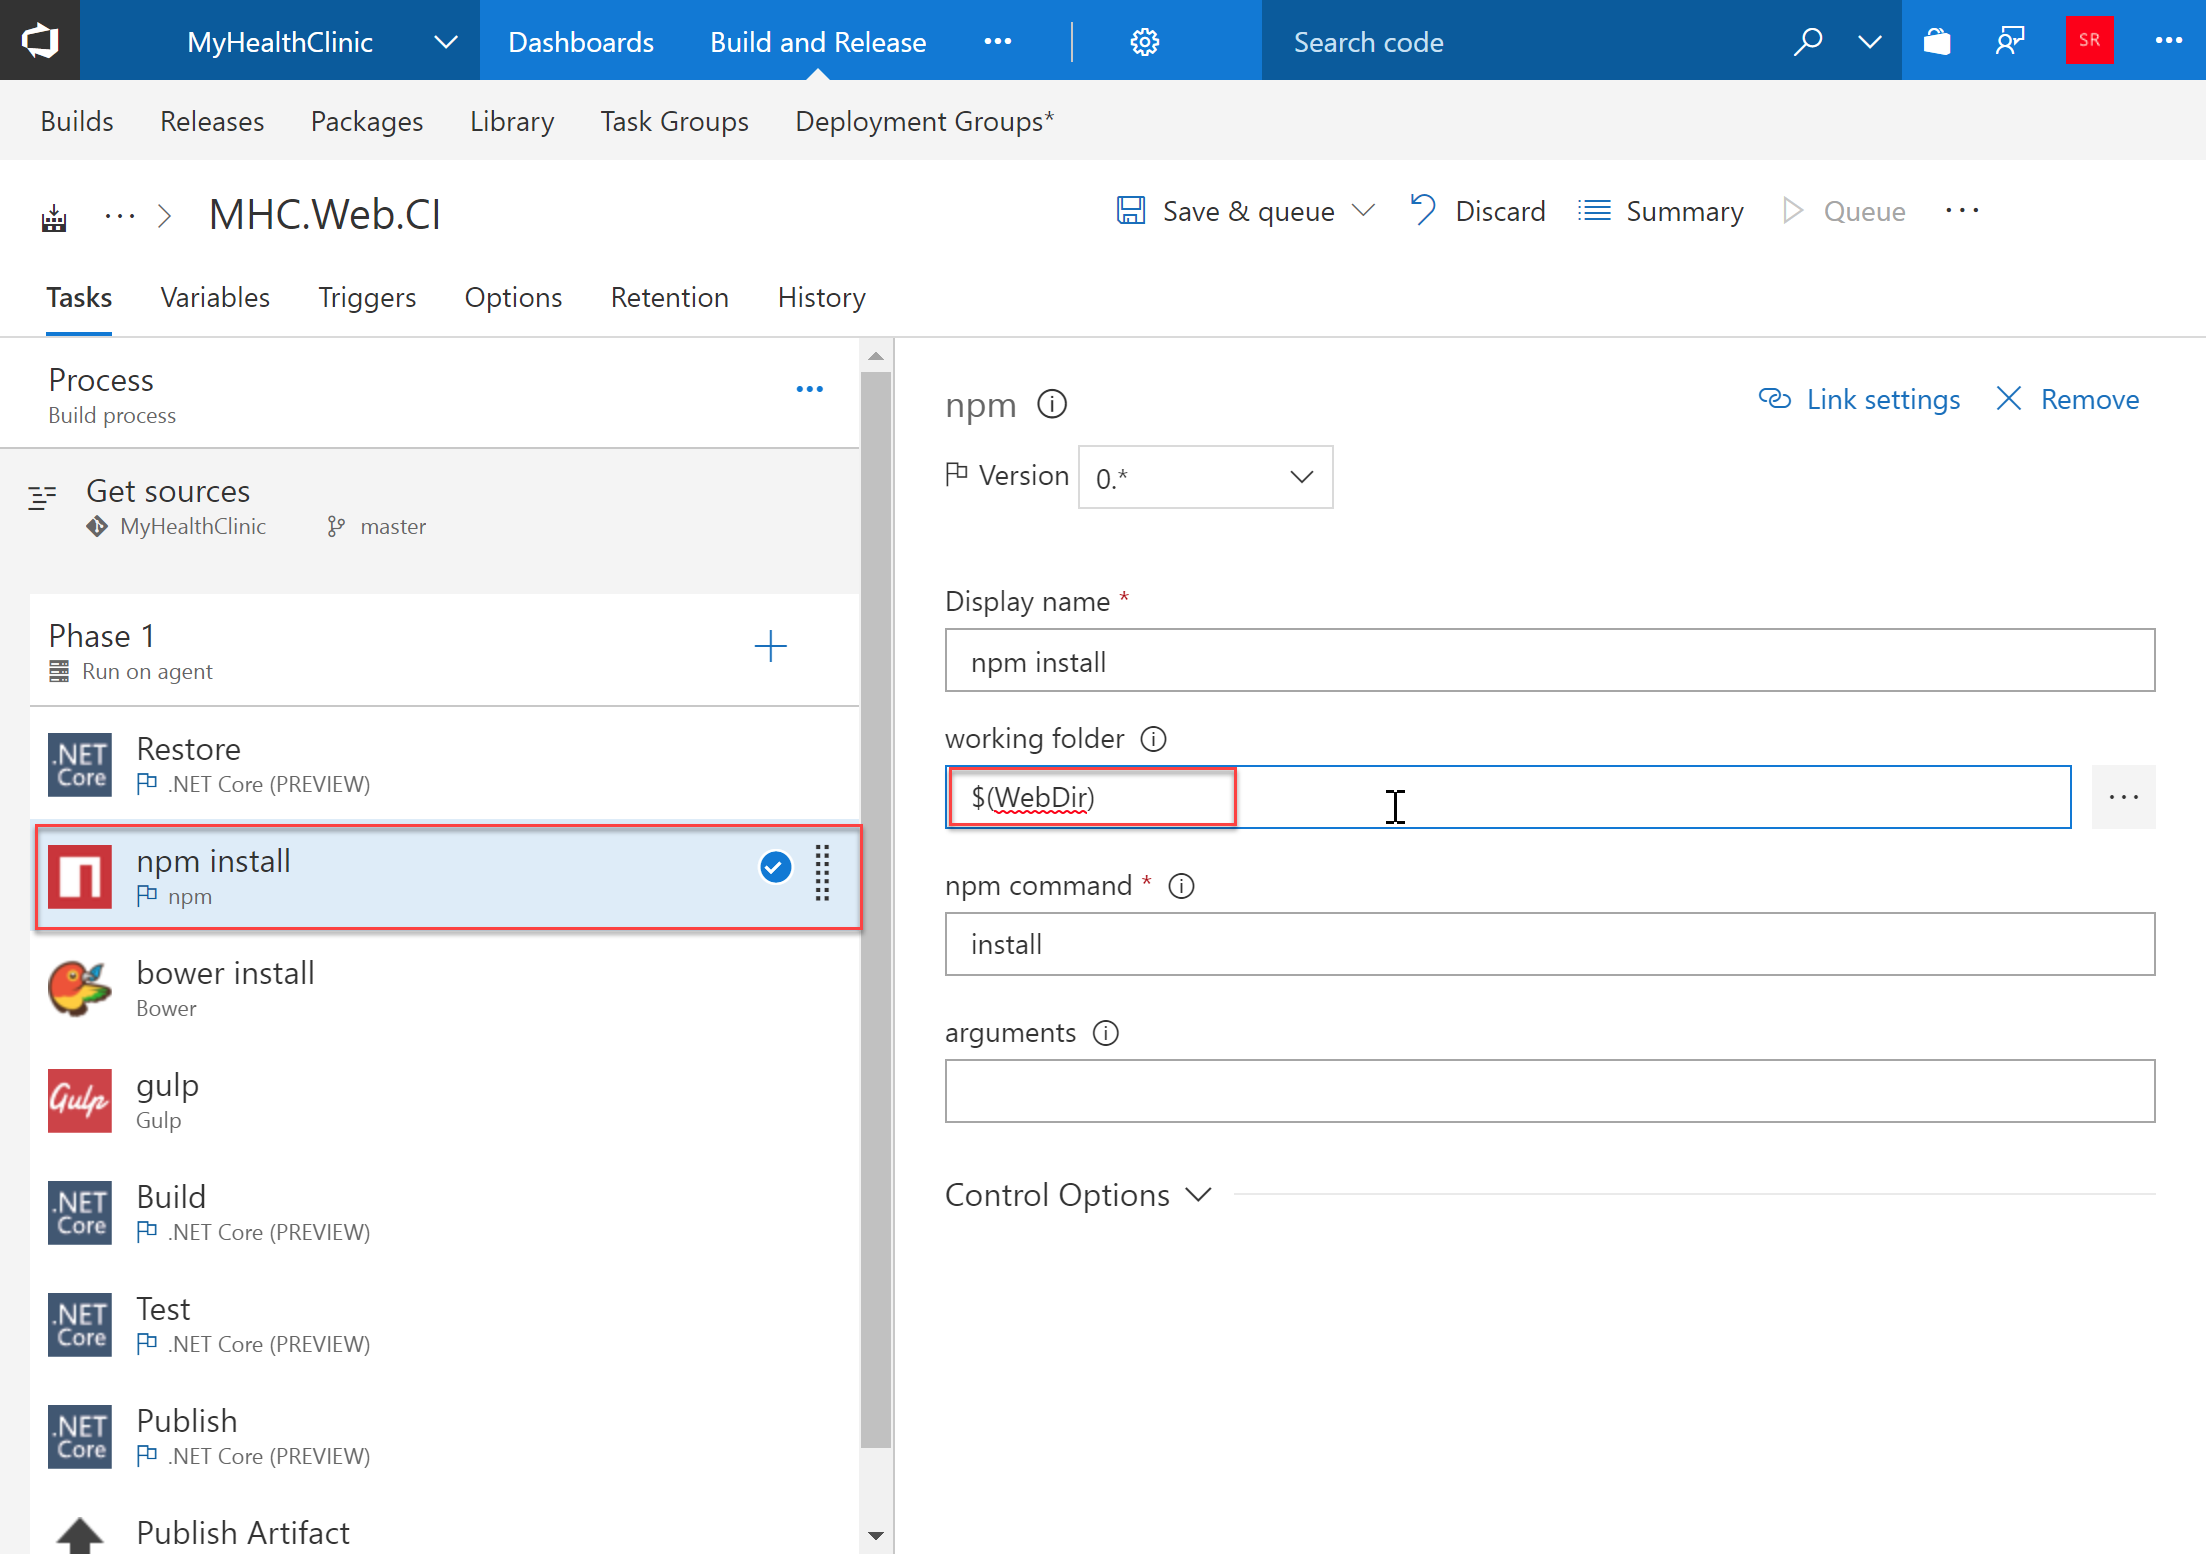 MyHealthClinic
Dashboards
Build and Release
Search code
SR
Builds
Releases
Packages
Library
Task Groups
Deployment Groups*
MHC.Web.CI
Save & queue
Discard
Summary
Queue
Tasks
Variables
Triggers
Options
Retention
History
Process
Build process
Get sources
MyHealthClinic
master
Phase 1
Run on agent
.NET Core
Restore
.NET Core (PREVIEW)
npm install
npm
bower install
Bower
Gulp
gulp
Gulp
.NET Core
Build
.NET Core (PREVIEW)
.NET Core
Test
.NET Core (PREVIEW)
.NET Core
Publish
.NET Core (PREVIEW)
Publish Artifact
npm
Link settings
Remove
Version
0.*
Display name *
npm install
working folder
$(WebDir)
npm command *
install
arguments
Control Options